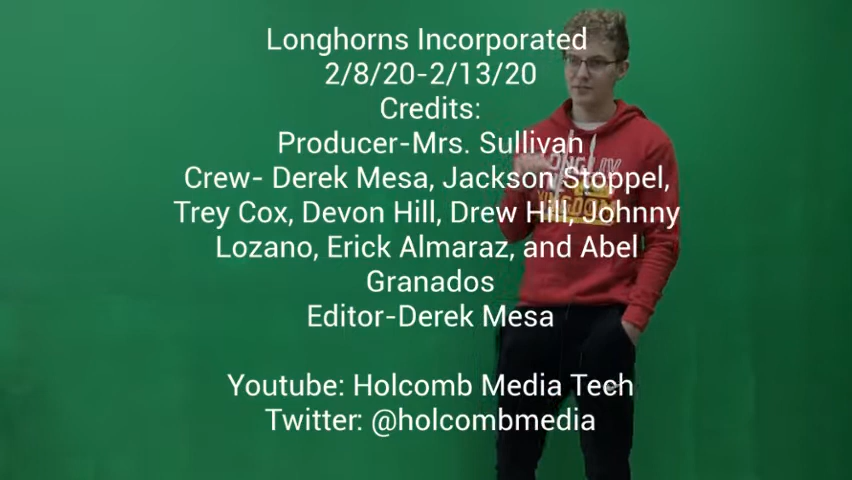 Longhorns Incorporated
2/8/20-2/13/20
Credits:
Producer-Mrs. Sullivan
Crew- Derek Mesa, Jackson Stoppel,
Trey Cox, Devon Hill, Drew Hill, Johnny
Lozano, Erick Almaraz, and Abel
Granados
Editor-Derek Mesa
Youtube: Holcomb Media Tech
Twitter: @holcombmedia